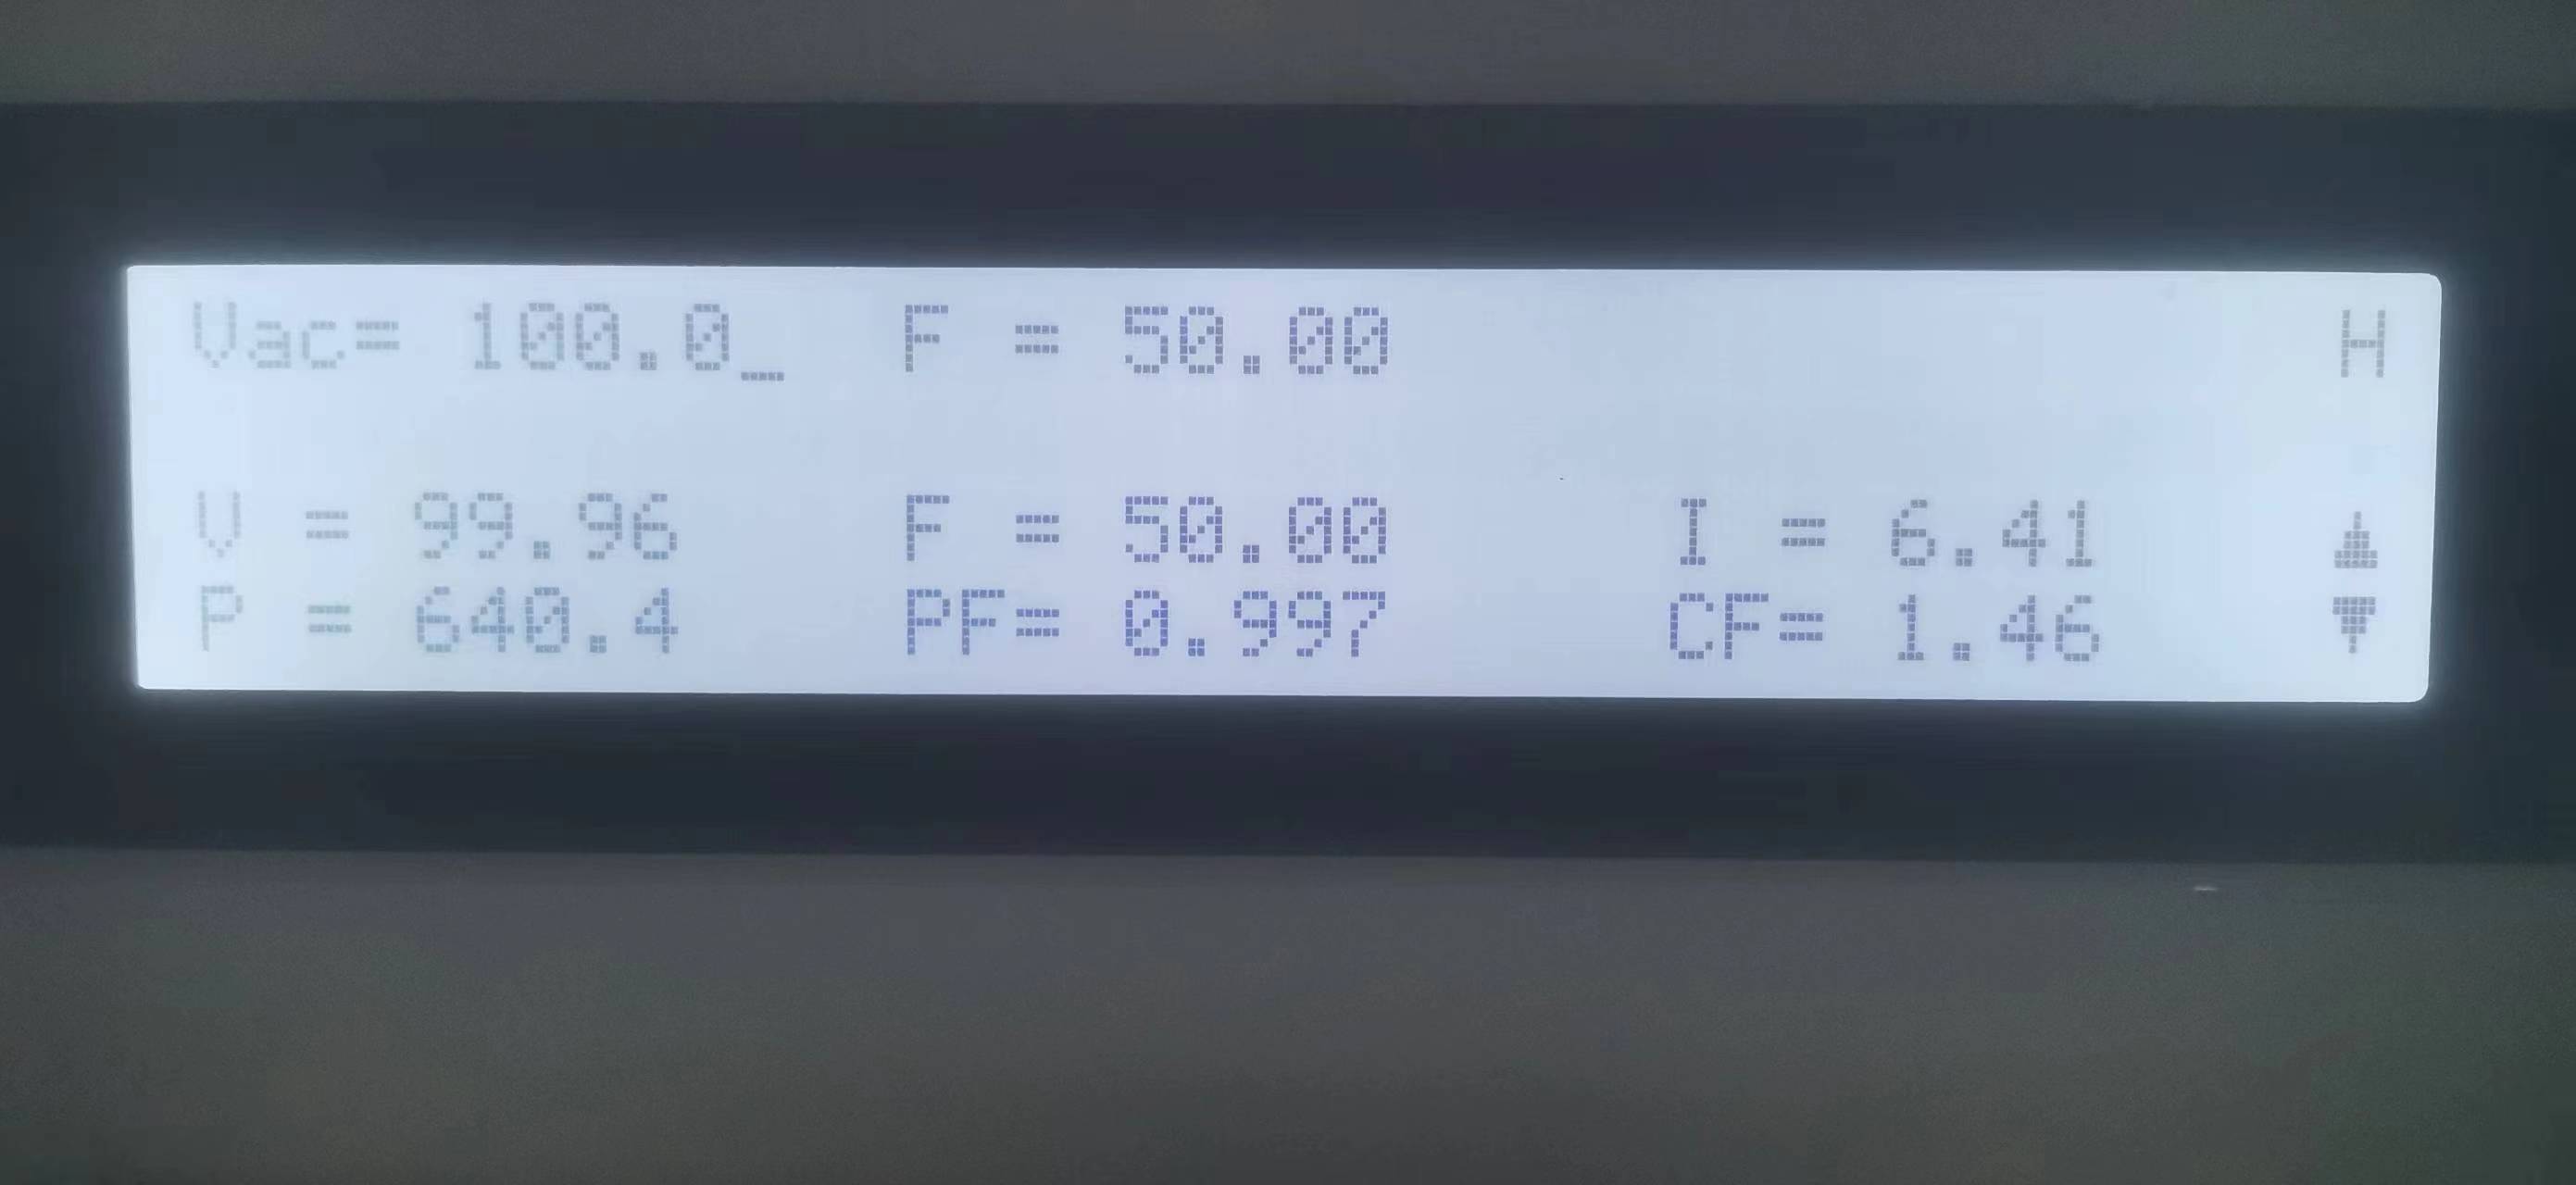 Vac= 100.0_ F = 50.00 H
V = 99.96 F = 50.00 I = 6.41
P = 640.4 PF= 0.997 CF= 1.46